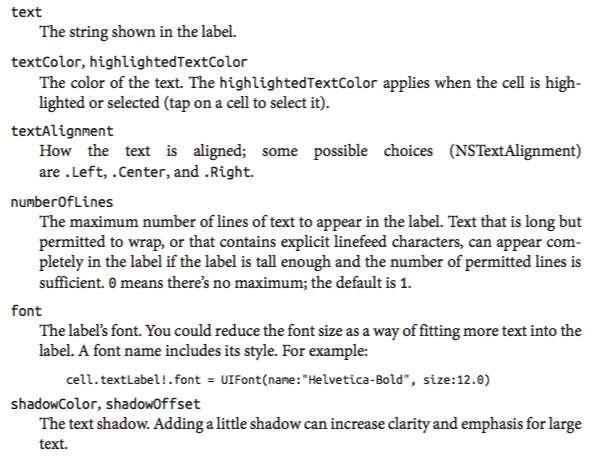 text
The string shown in the label.
textColor, highlightedTextColor
The color of the text. The highlightedTextColor applies when the cell is high-
lighted or selected (tap on a cell to select it).
textAlignment
How the text is aligned; some possible choices (NSTextAlignment)
are .Left, .Center, and .Right.
numberOfLines
The maximum number of lines of text to appear in the label. Text that is long but
permitted to wrap, or that contains explicit linefeed characters, can appear com-
pletely in the label if the label is tall enough and the number of permitted lines is
sufficient. 0 means there’s no maximum; the default is 1.
font
The label’s font. You could reduce the font size as a way of fitting more text into the
label. A font name includes its style. For example:
cell.textLabel!.font = UIFont(name:"Helvetica-Bold", size:12.0)
shadowColor, shadowOffset
The text shadow. Adding a little shadow can increase clarity and emphasis for large
text.